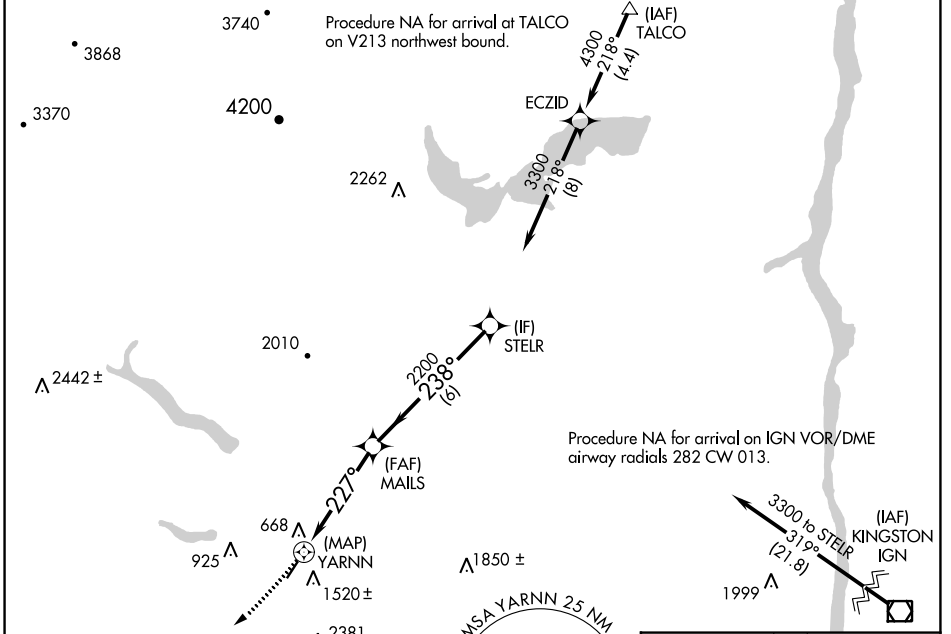 3740
Procedure NA for arrival at TALCO
on V213 northwest bound.
(IAF)
TALCO
3868
4300
218°
(4.4)
3370
4200
ECZID
2262
3300
218°
(8)
(IF)
STELR
2010
2200
238°
(6)
2442 ±
Procedure NA for arrival on IGN VOR/DME
airway radials 282 CW 013.
(FAF)
MAILS
227°
3300 to STELR
319°
(21.8)
(IAF)
KINGSTON
IGN
668
(MAP)
YARNN
925
1850 ±
1999
1520 ±
MSA YARNN 25 NM
2381